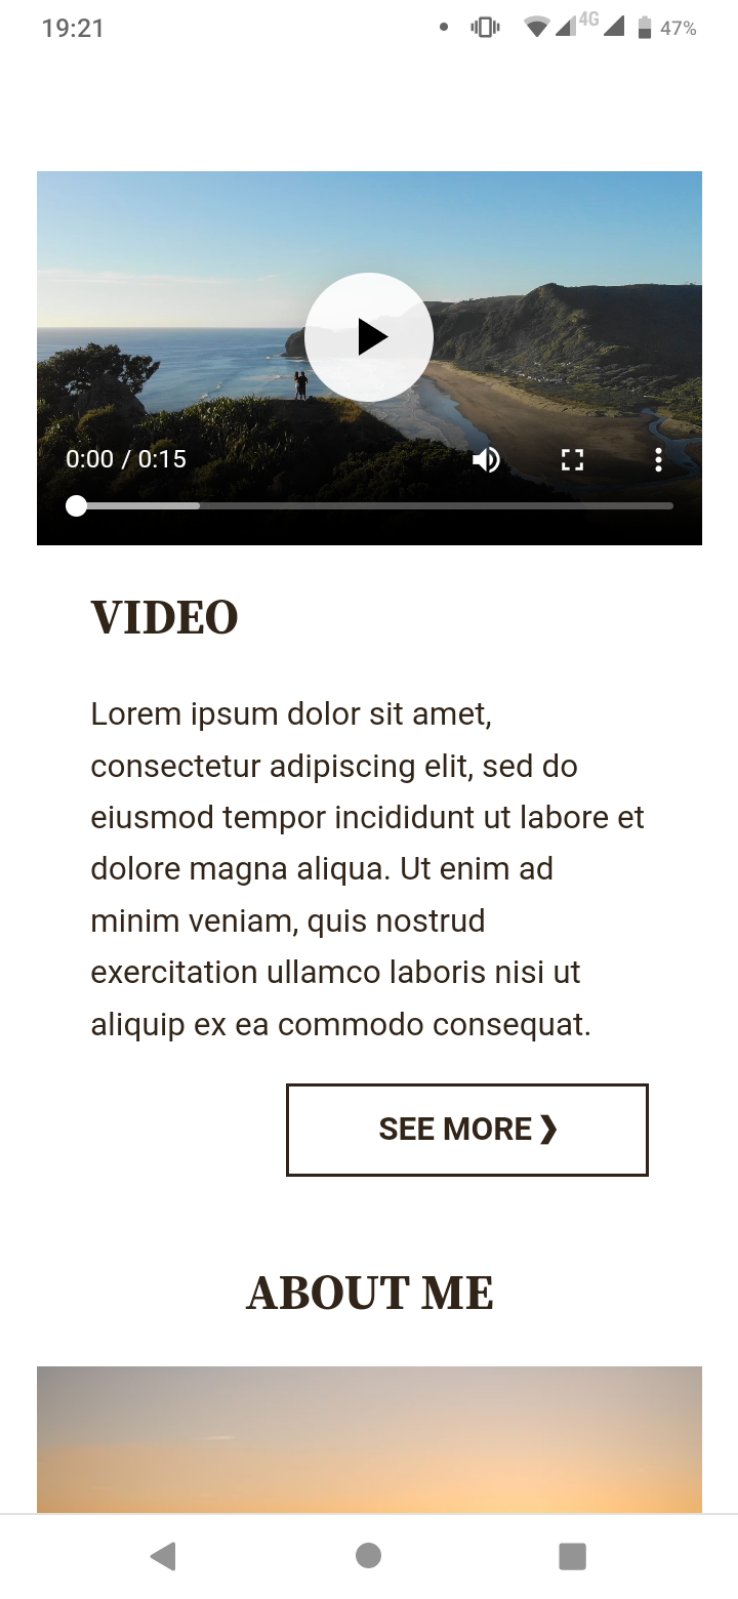 19:21
4G
47%
0:00 / 0:15
VIDEO
Lorem ipsum dolor sit amet,
consectetur adipiscing elit, sed do
eiusmod tempor incididunt ut labore et
dolore magna aliqua. Ut enim ad
minim veniam, quis nostrud
exercitation ullamco laboris nisi ut
aliquip ex ea commodo consequat.
SEE MORE ❯
ABOUT ME